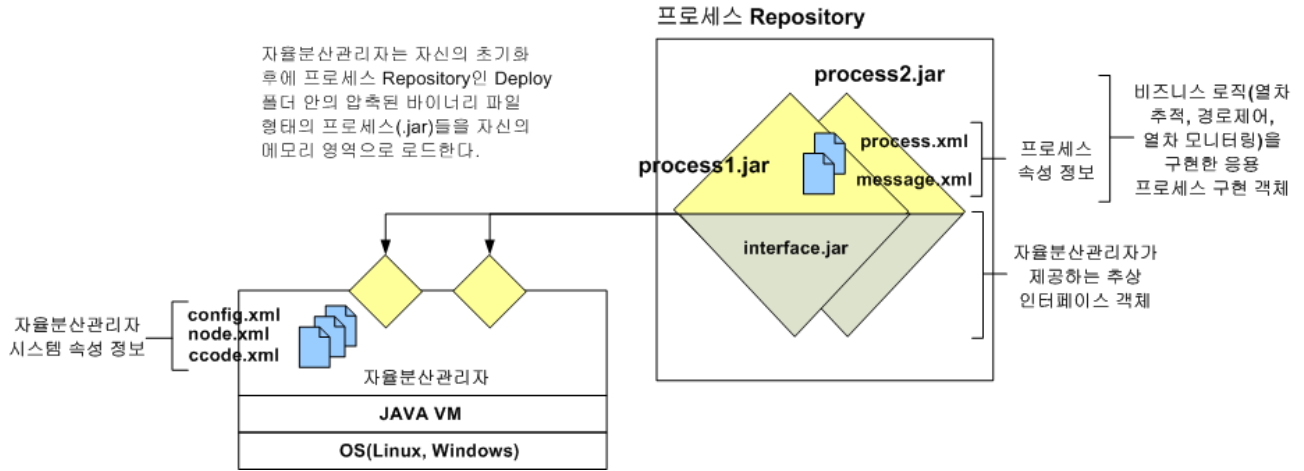 프로세스 Repository
자율분산관리자는 자신의 초기화
후에 프로세스 Repository인 Deploy
폴더 안의 압축된 바이너리 파일
형태의 프로세스(.jar)들을 자신의
메모리 영역으로 로드한다.
process2.jar
process1.jar
process.xml
message.xml
interface.jar
프로세스
속성 정보
비즈니스 로직(열차
추적, 경로제어,
열차 모니터링)을
구현한 응용
프로세스 구현 객체
자율분산관리자가
제공하는 추상
인터페이스 객체
자율분산관리자
시스템 속성 정보
config.xml
node.xml
ccode.xml
자율분산관리자
JAVA VM
OS(Linux, Windows)